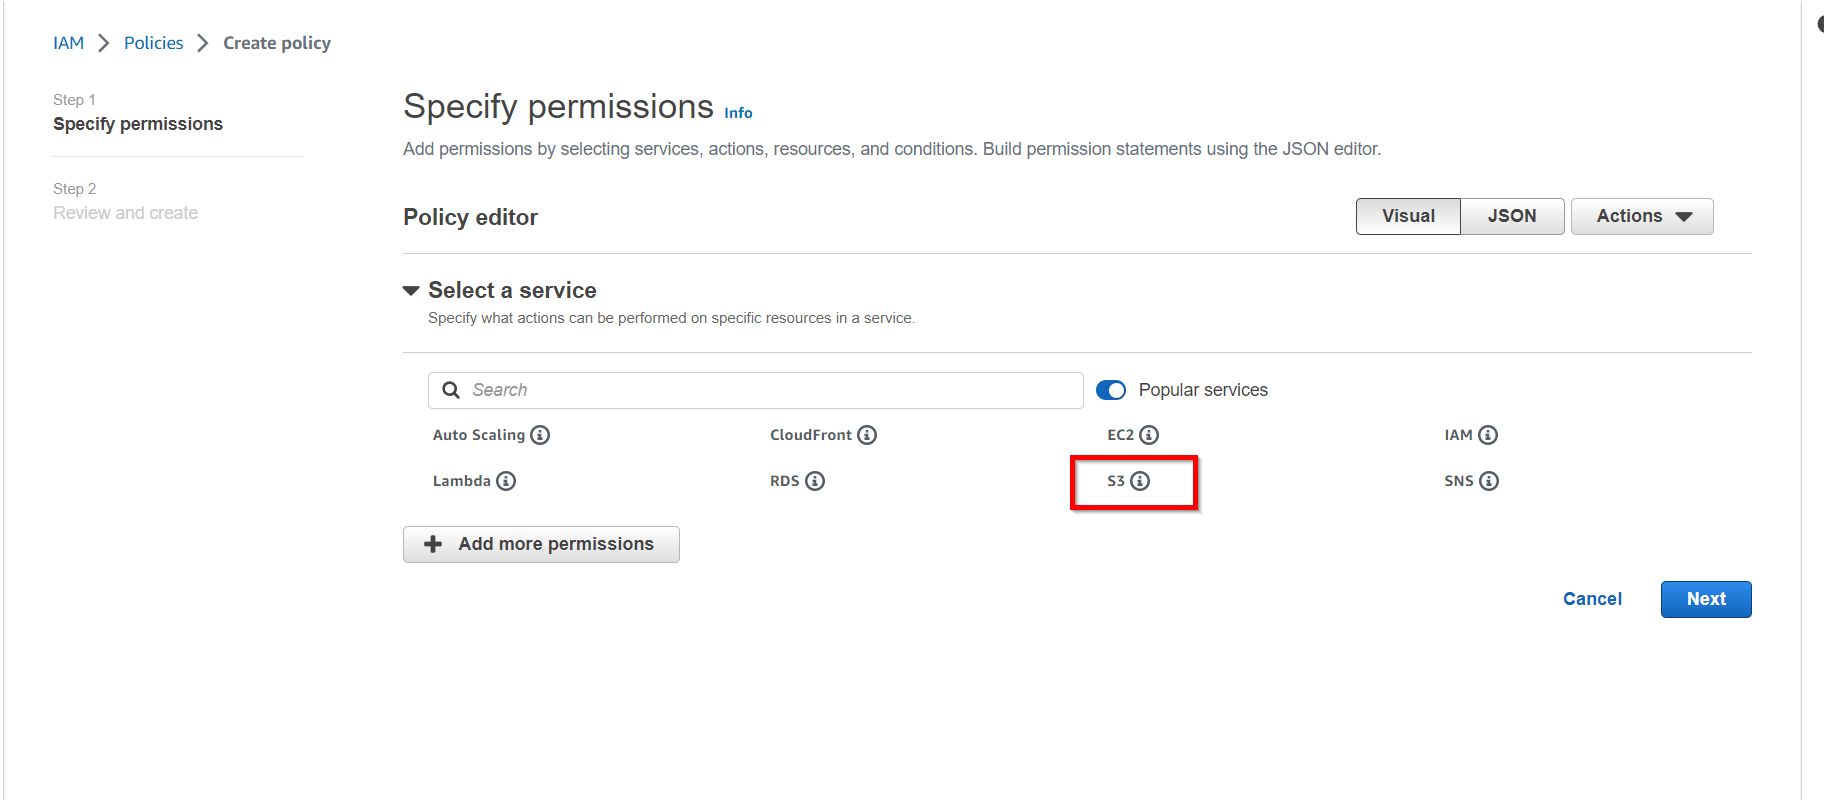 IAM > Policies > Create policy
Step 1
Specify permissions
Step 2
Review and create
Specify permissions Info
Add permissions by selecting services, actions, resources, and conditions. Build permission statements using the JSON editor.
Policy editor
Visual JSON Actions
Select a service
Specify what actions can be performed on specific resources in a service.
Search Popular services
Auto Scaling CloudFront EC2 IAM
Lambda RDS S3 SNS
Add more permissions
Cancel Next